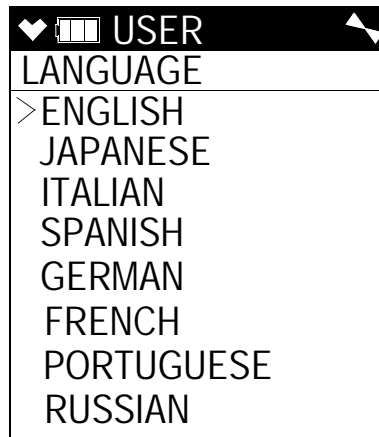 USER
LANGUAGE
>ENGLISH
JAPANESE
ITALIAN
SPANISH
GERMAN
FRENCH
PORTUGUESE
RUSSIAN